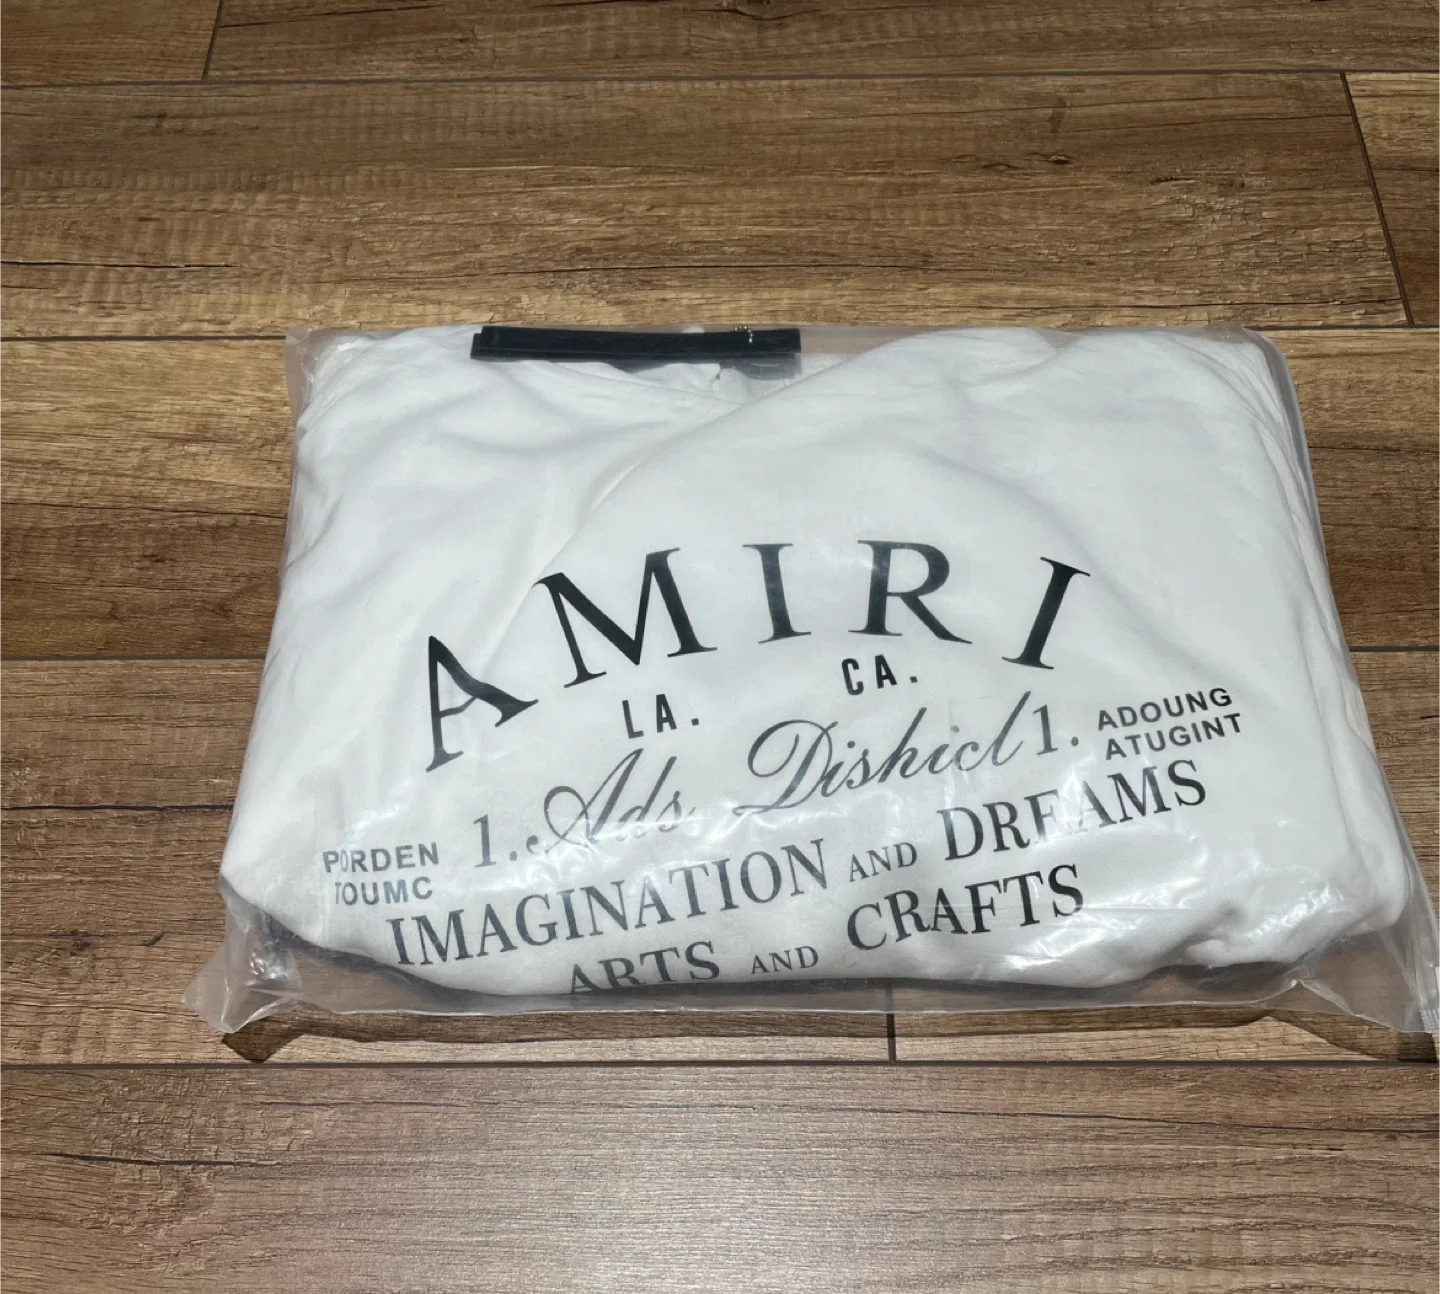 AMIRI
LA. CA.
1. Ads Dishicl 1.
ADOUNG
ATUGINT
PORDEN
TOUMC
IMAGINATION AND DREAMS
ARTS AND CRAFTS